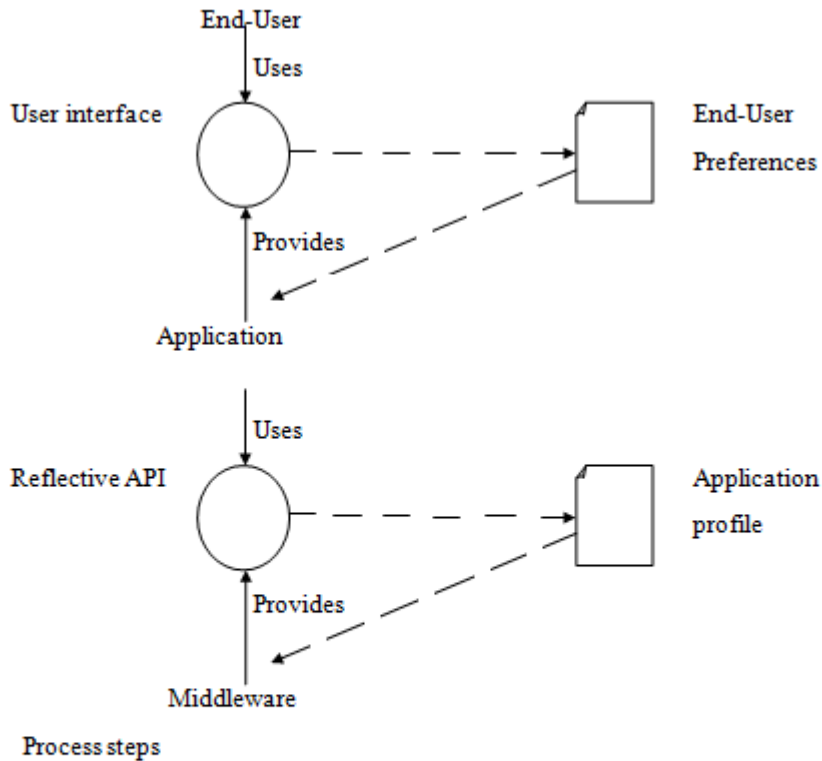 End-User
Uses
User interface
End-User
Preferences
Provides
Application
Uses
Reflective API
Application
profile
Provides
Middleware
Process steps